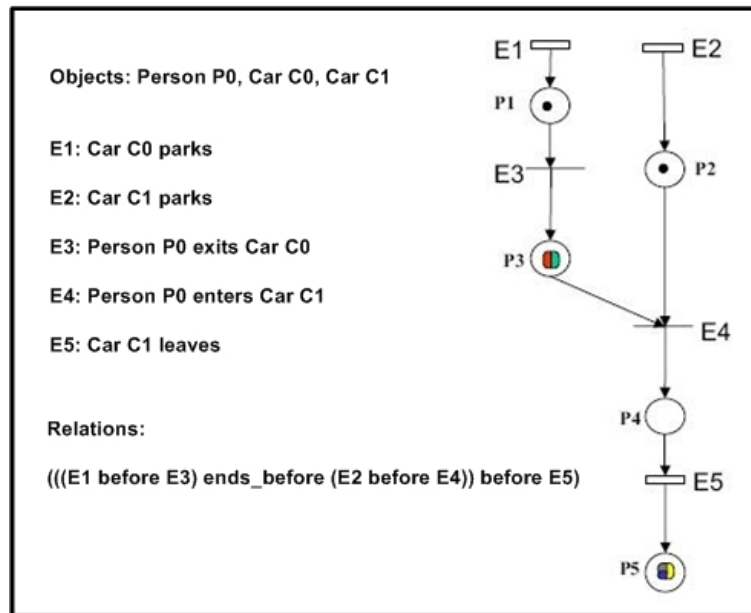 Objects: Person P0, Car C0, Car C1
E1: Car C0 parks
E2: Car C1 parks
E3: Person P0 exits Car C0
E4: Person P0 enters Car C1
E5: Car C1 leaves
Relations:
(((E1 before E3) ends_before (E2 before E4)) before E5)
E1
E2
P1
E3
P2
P3
E4
P4
E5
P5